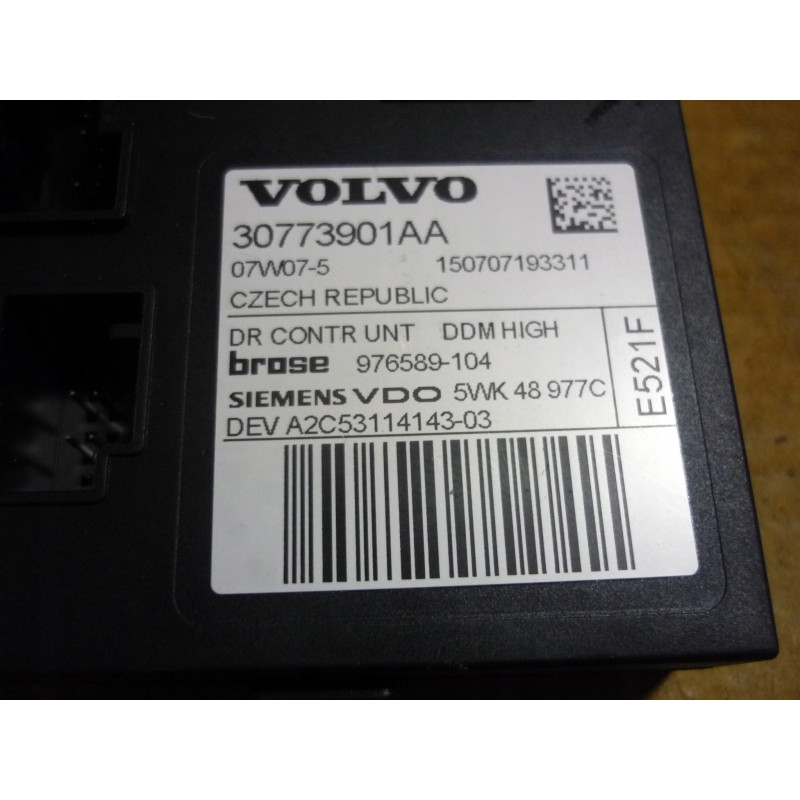 VOLVO
30773901AA
07W07-5 150707193311
CZECH REPUBLIC
DR CONTR UNT DDM HIGH
brose 976589-104
SIEMENS VDO 5WK 48 977C
DEV A2C53114143-03
E521F